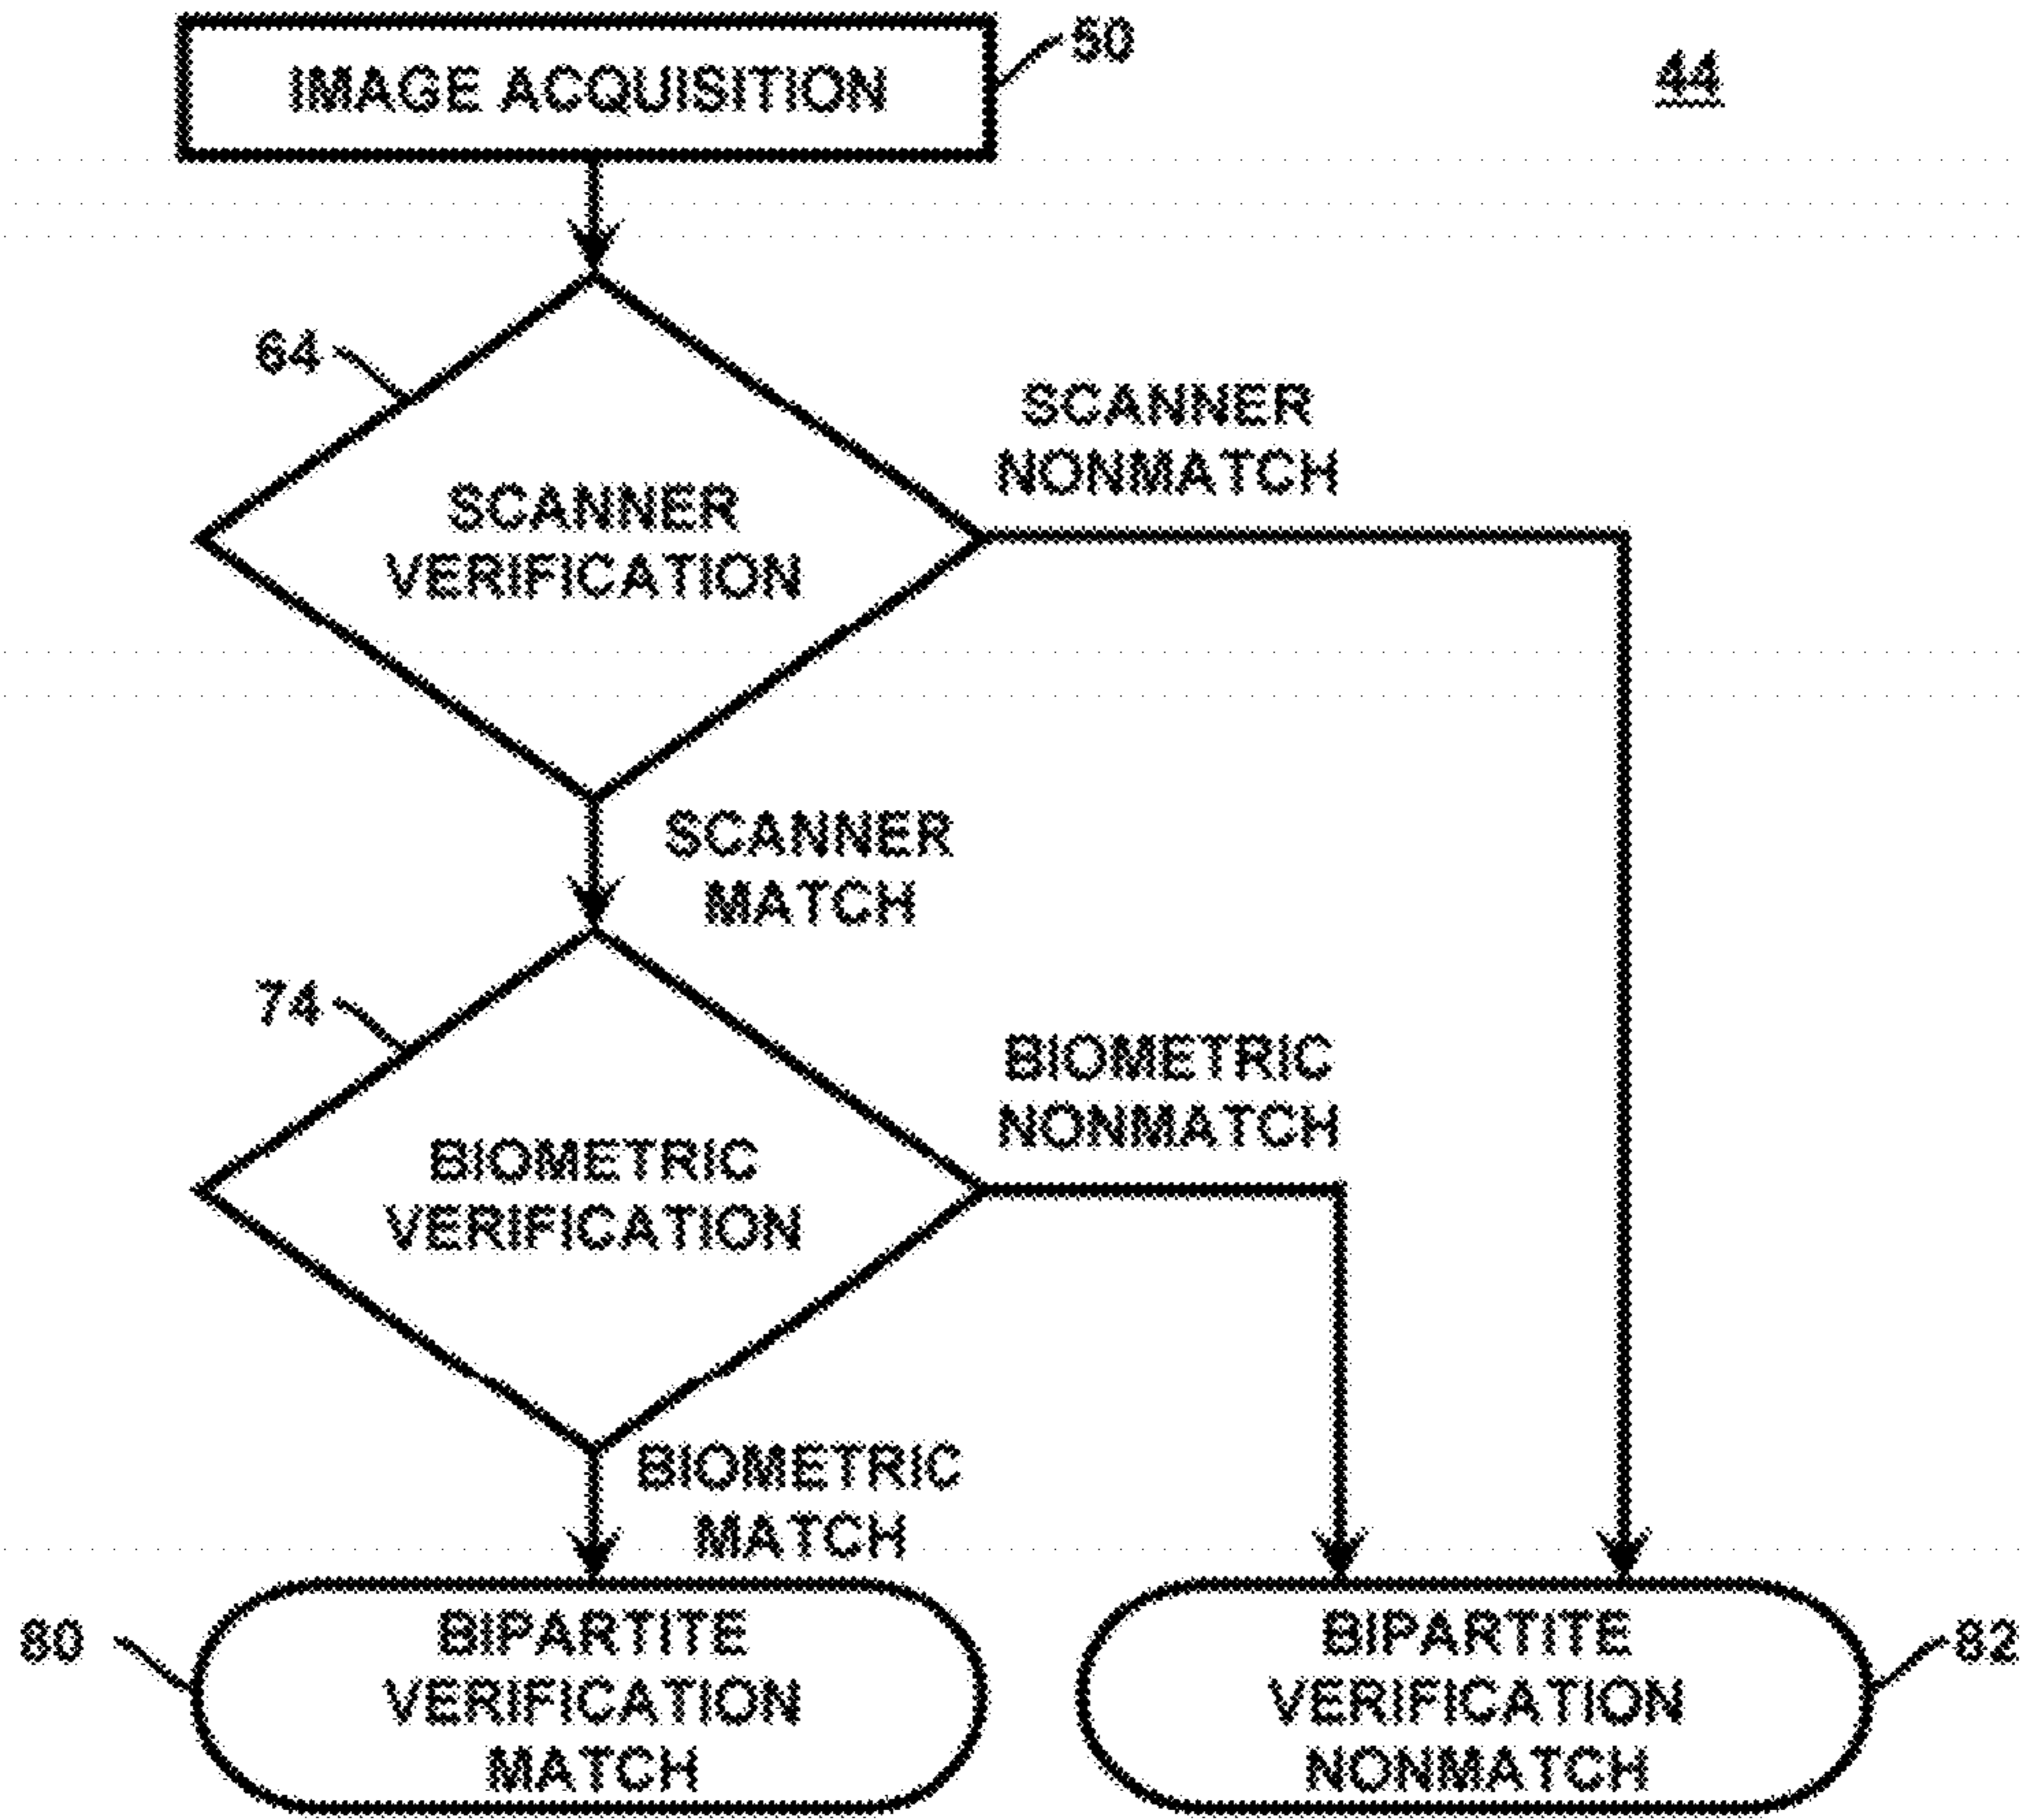 IMAGE ACQUISITION
50
44
64
SCANNER
NONMATCH
SCANNER
VERIFICATION
SCANNER
MATCH
74
BIOMETRIC
NONMATCH
BIOMETRIC
VERIFICATION
BIOMETRIC
MATCH
80
BIPARTITE
VERIFICATION
MATCH
BIPARTITE
VERIFICATION
NONMATCH
82